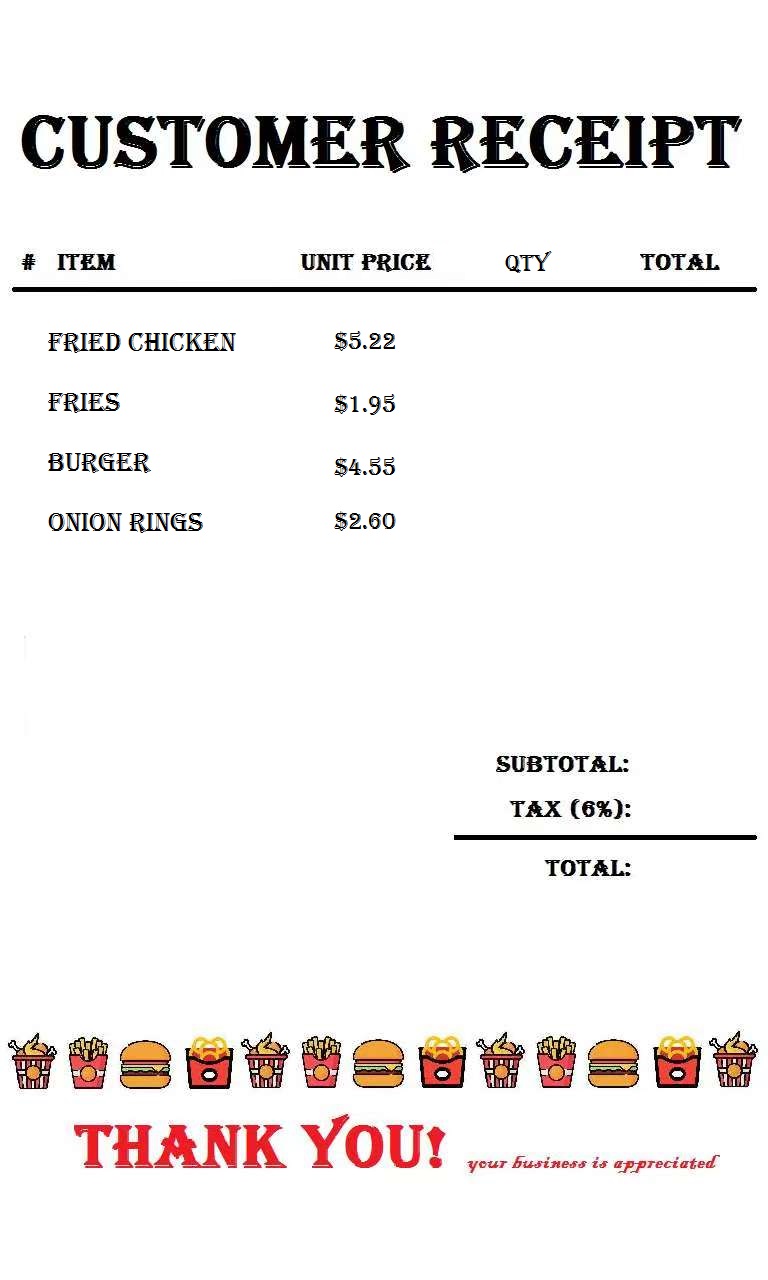 CUSTOMER RECEIPT
# ITEM UNIT PRICE QTY TOTAL
FRIED CHICKEN $5.22
FRIES $1.95
BURGER $4.55
ONION RINGS $2.60
SUBTOTAL:
TAX (6%):
TOTAL:
THANK YOU! your business is appreciated